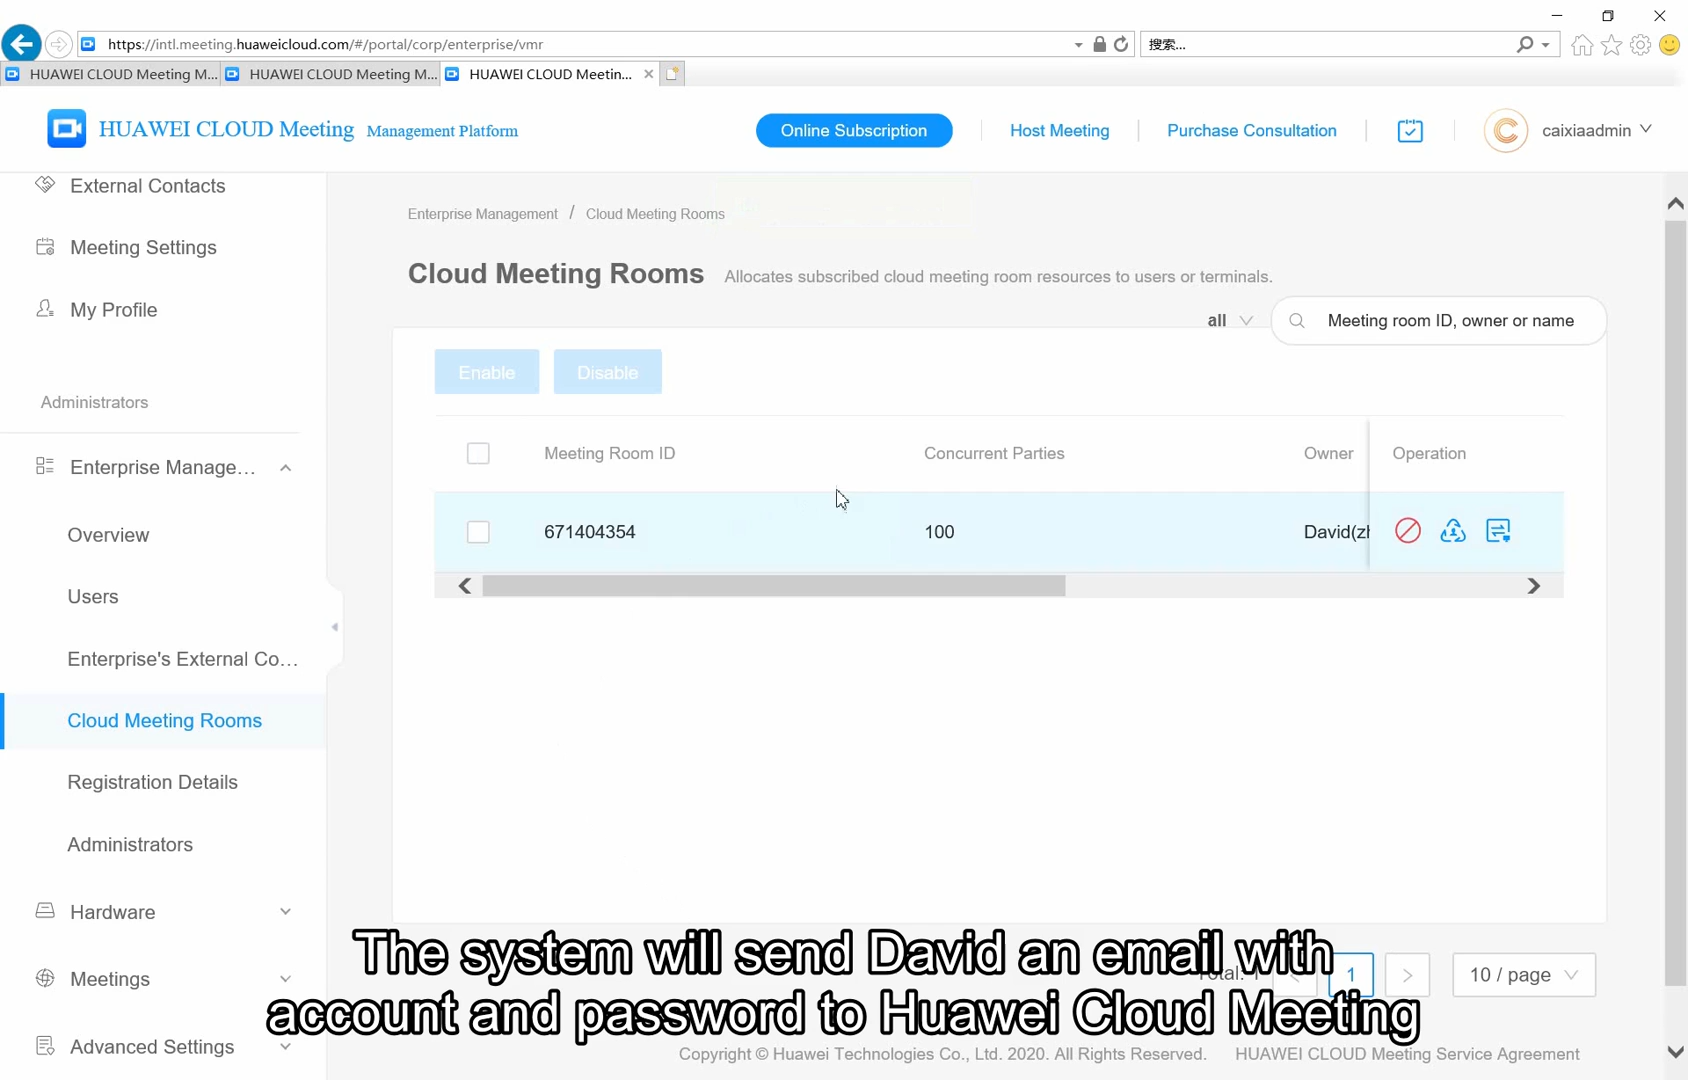 https://intl.meeting.huaweicloud.com/#/portal/corp/enterprise/vmr
搜索...
HUAWEI CLOUD Meeting M...
HUAWEI CLOUD Meeting M...
HUAWEI CLOUD Meetin...
HUAWEI CLOUD Meeting Management Platform
Online Subscription
Host Meeting
Purchase Consultation
caixiaadmin
External Contacts
Meeting Settings
My Profile
Administrators
Enterprise Manage...
Overview
Users
Enterprise's External Co...
Cloud Meeting Rooms
Registration Details
Administrators
Hardware
Meetings
Advanced Settings
Enterprise Management / Cloud Meeting Rooms
Cloud Meeting Rooms Allocates subscribed cloud meeting room resources to users or terminals.
all
Meeting room ID, owner or name
Enable Disable
Meeting Room ID Concurrent Parties Owner Operation
671404354 100 David(zh
Total: 1 < 1 > 10 / page
The system will send David an email with
account and password to Huawei Cloud Meeting
Copyright © Huawei Technologies Co., Ltd. 2020. All Rights Reserved. HUAWEI CLOUD Meeting Service Agreement